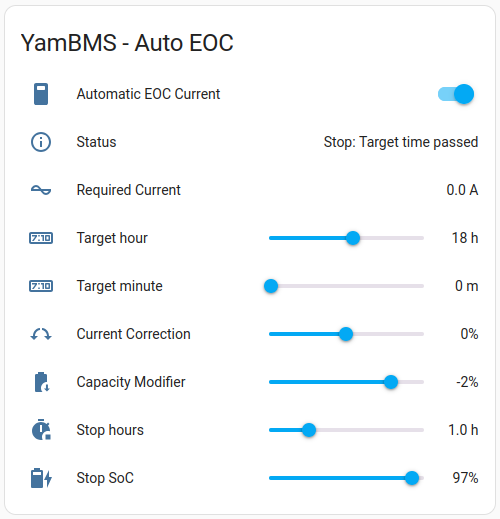 YamBMS - Auto EOC
Automatic EOC Current
Status Stop: Target time passed
Required Current 0.0 A
7:10 Target hour 18 h
7:10 Target minute 0 m
Current Correction 0%
Capacity Modifier -2%
Stop hours 1.0 h
Stop SoC 97%